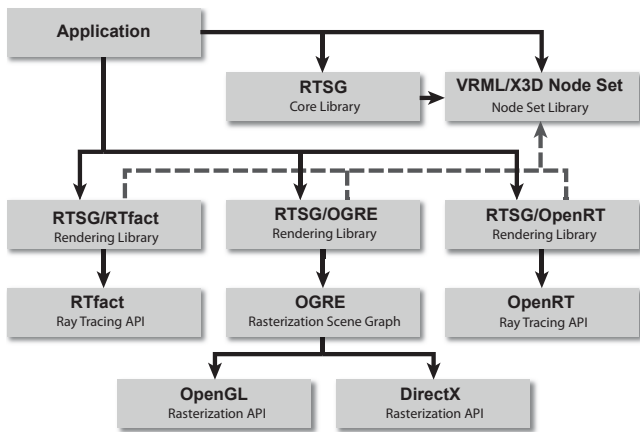 Application
RTSG
Core Library
VRML/X3D Node Set
Node Set Library
RTSG/RTfact
Rendering Library
RTSG/OGRE
Rendering Library
RTSG/OpenRT
Rendering Library
RTfact
Ray Tracing API
OGRE
Rasterization Scene Graph
OpenRT
Ray Tracing API
OpenGL
Rasterization API
DirectX
Rasterization API